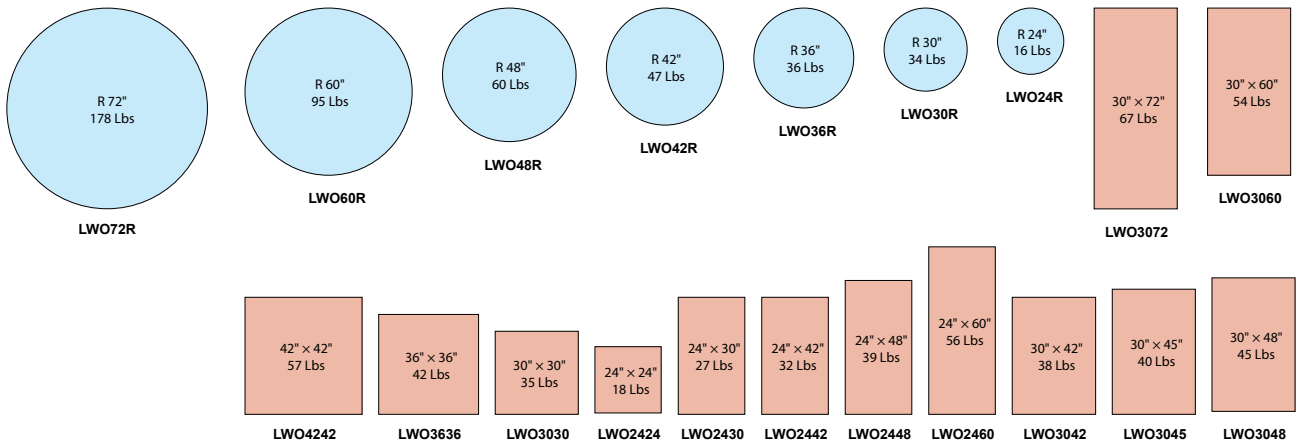 R 72"
178 Lbs
LWO72R
R 60"
95 Lbs
LWO60R
R 48"
60 Lbs
LWO48R
R 42"
47 Lbs
LWO42R
R 36"
36 Lbs
LWO36R
R 30"
34 Lbs
LWO30R
R 24"
16 Lbs
LWO24R
30" × 72"
67 Lbs
LWO3072
30" × 60"
54 Lbs
LWO3060
42" × 42"
57 Lbs
LWO4242
36" × 36"
42 Lbs
LWO3636
30" × 30"
35 Lbs
LWO3030
24" × 24"
18 Lbs
LWO2424
24" × 30"
27 Lbs
LWO2430
24" × 42"
32 Lbs
LWO2442
24" × 48"
39 Lbs
LWO2448
24" × 60"
56 Lbs
LWO2460
30" × 42"
38 Lbs
LWO3042
30" × 45"
40 Lbs
LWO3045
30" × 48"
45 Lbs
LWO3048